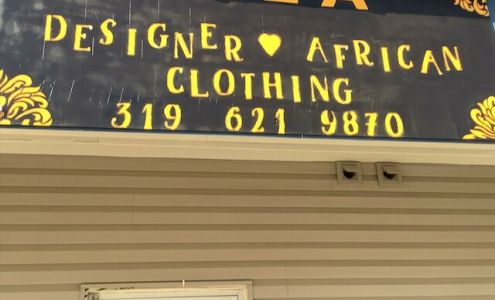 DESIGNER ♥ AFRICAN
CLOTHING
319 621 9870